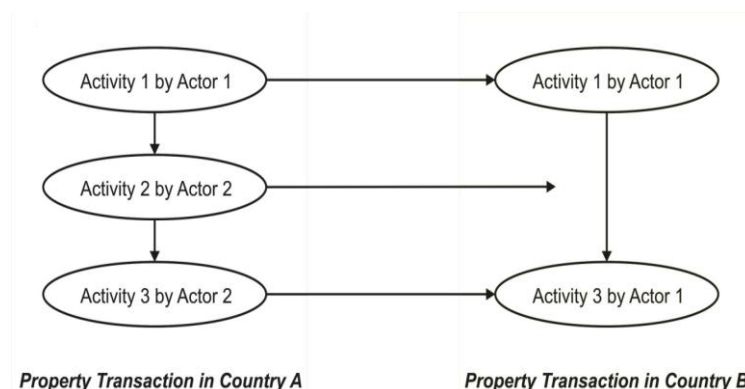 Activity 1 by Actor 1
Activity 1 by Actor 1
Activity 2 by Actor 2
Activity 3 by Actor 2
Activity 3 by Actor 1
Property Transaction in Country A
Property Transaction in Country B